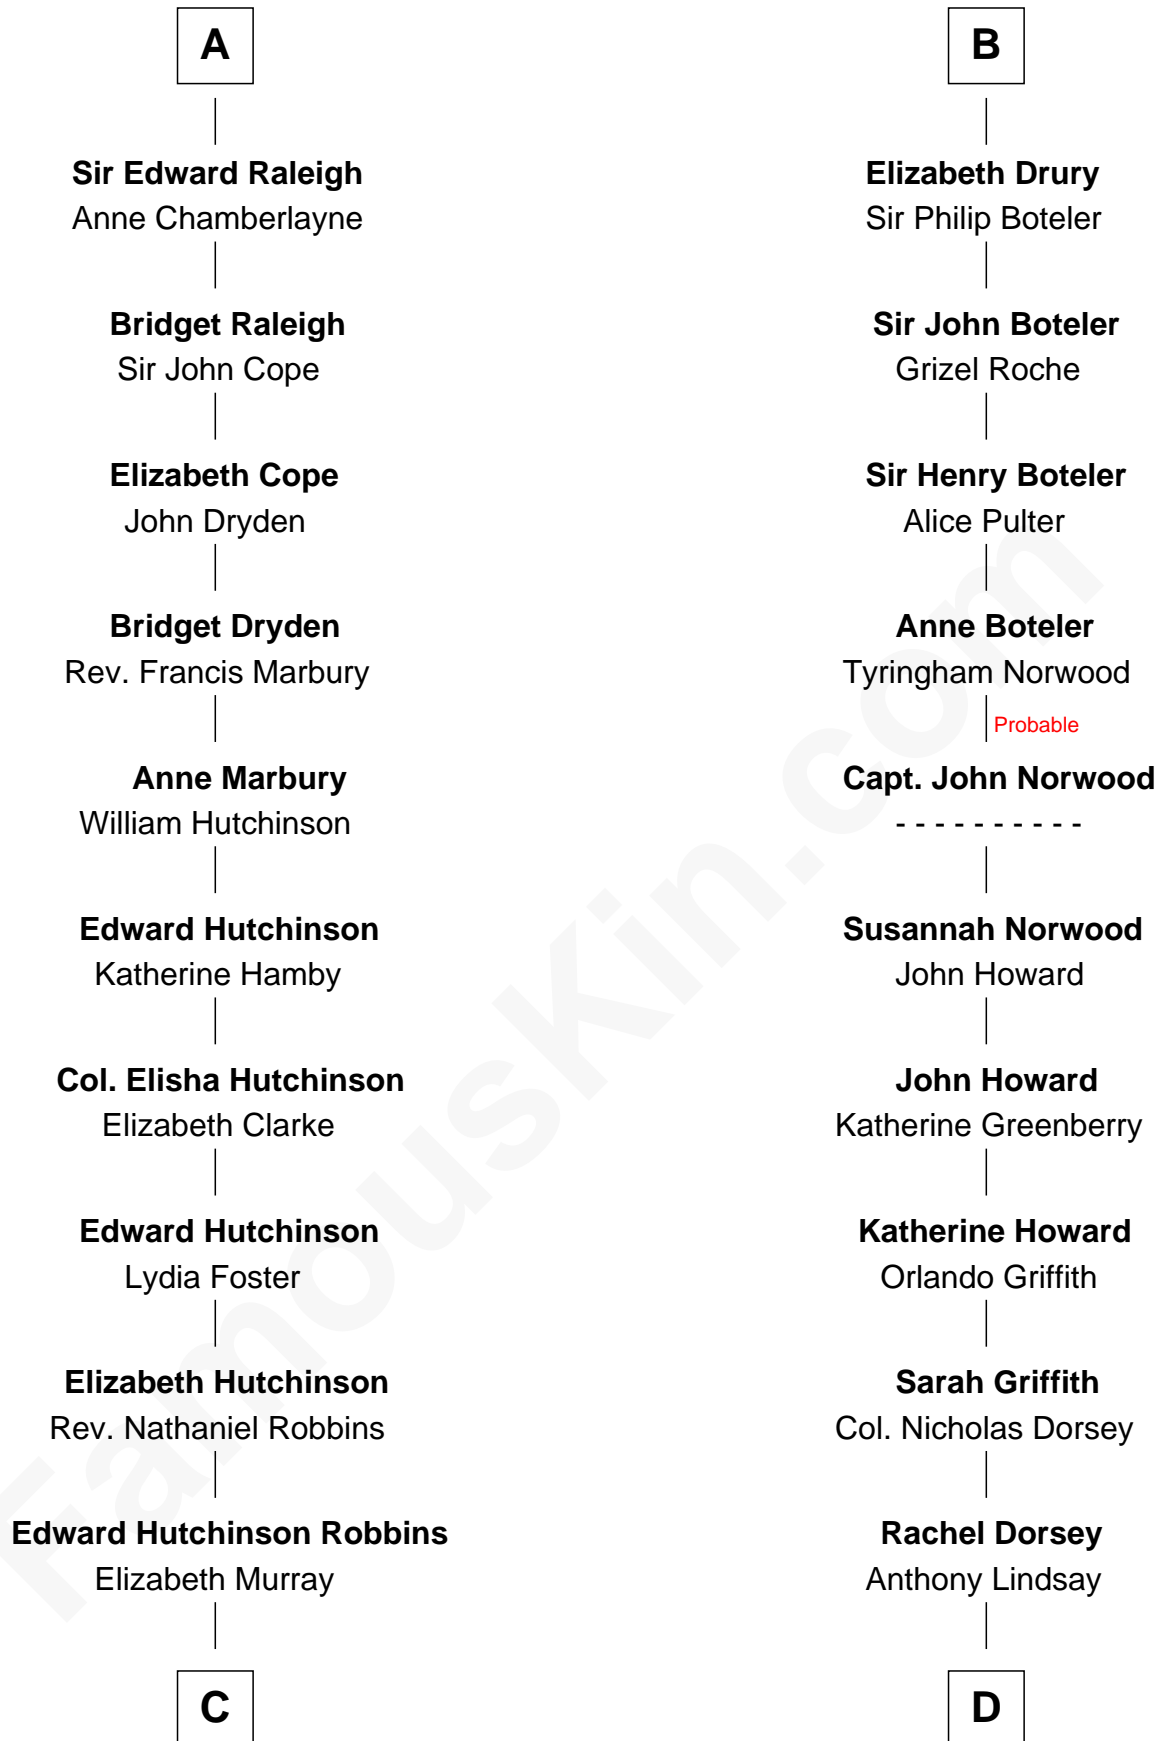 A
Sir Edward Raleigh
Anne Chamberlayne
Bridget Raleigh
Sir John Cope
Elizabeth Cope
John Dryden
Bridget Dryden
Rev. Francis Marbury
Anne Marbury
William Hutchinson
Edward Hutchinson
Katherine Hamby
Col. Elisha Hutchinson
Elizabeth Clarke
Edward Hutchinson
Lydia Foster
Elizabeth Hutchinson
Rev. Nathaniel Robbins
Edward Hutchinson Robbins
Elizabeth Murray
C
B
Elizabeth Drury
Sir Philip Boteler
Sir John Boteler
Grizel Roche
Sir Henry Boteler
Alice Pulter
Anne Boteler
Tyringham Norwood
Probable
Capt. John Norwood
- - - - - - - - - -
Susannah Norwood
John Howard
John Howard
Katherine Greenberry
Katherine Howard
Orlando Griffith
Sarah Griffith
Col. Nicholas Dorsey
Rachel Dorsey
Anthony Lindsay
D
FamousKin.com